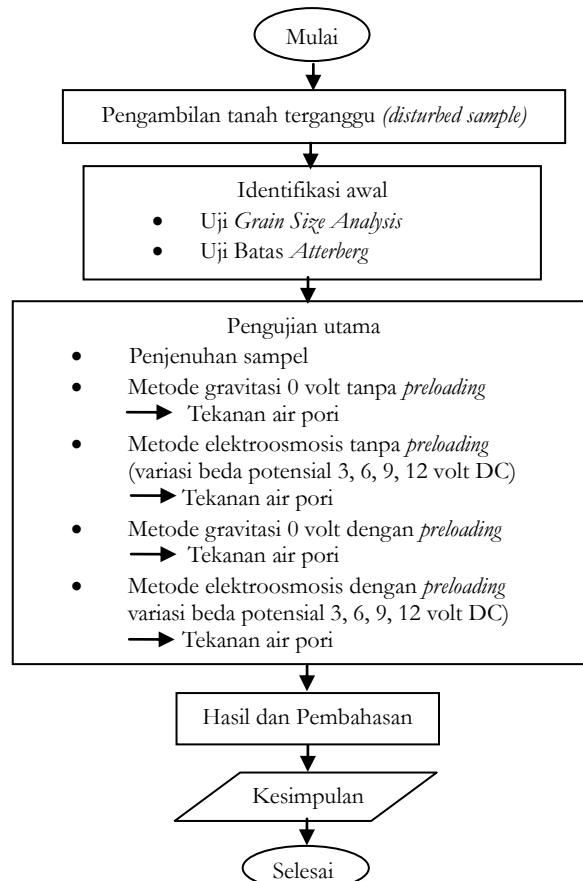 Mulai
Pengambilan tanah terganggu (disturbed sample)
Identifikasi awal
• Uji Grain Size Analysis
• Uji Batas Atterberg
Pengujian utama
• Penjenuhan sampel
• Metode gravitasi 0 volt tanpa preloading
→ Tekanan air pori
• Metode elektroosmosis tanpa preloading
(variasi beda potensial 3, 6, 9, 12 volt DC)
→ Tekanan air pori
• Metode gravitasi 0 volt dengan preloading
→ Tekanan air pori
• Metode elektroosmosis dengan preloading
variasi beda potensial 3, 6, 9, 12 volt DC)
→ Tekanan air pori
Hasil dan Pembahasan
Kesimpulan
Selesai